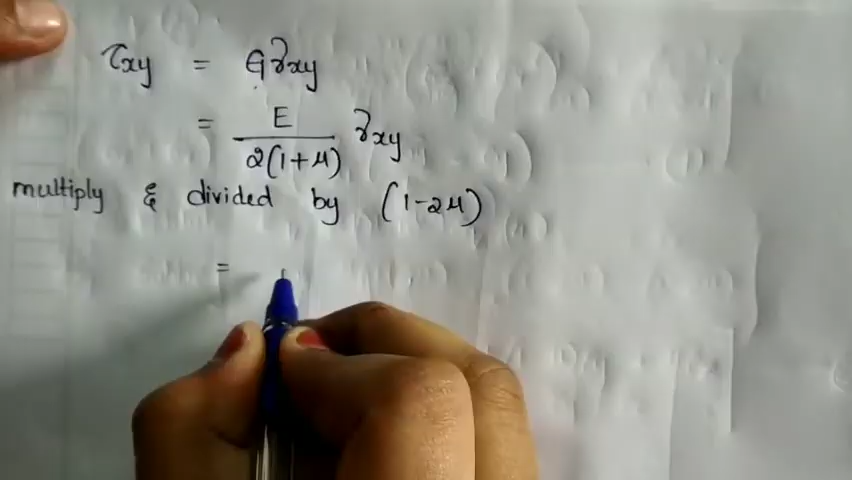 τxy = Gγxy
= E / 2(1+μ) γxy
multiply & divided by (1-2μ)
=